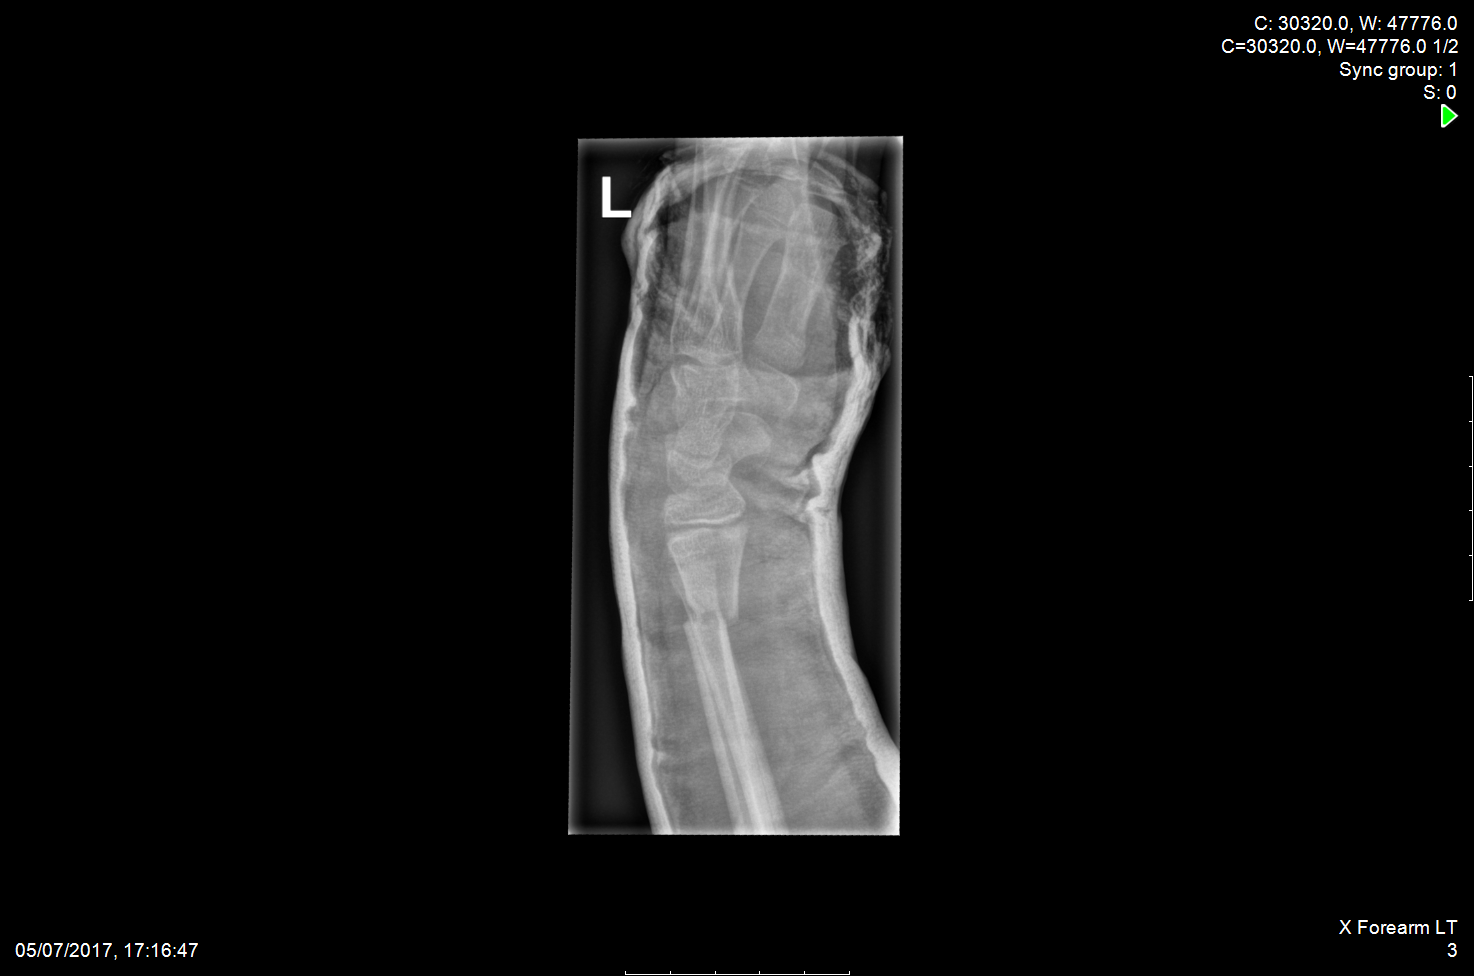 C: 30320.0, W: 47776.0
C=30320.0, W=47776.0 1/2
Sync group: 1
S: 0
L
X Forearm LT
05/07/2017, 17:16:47
3